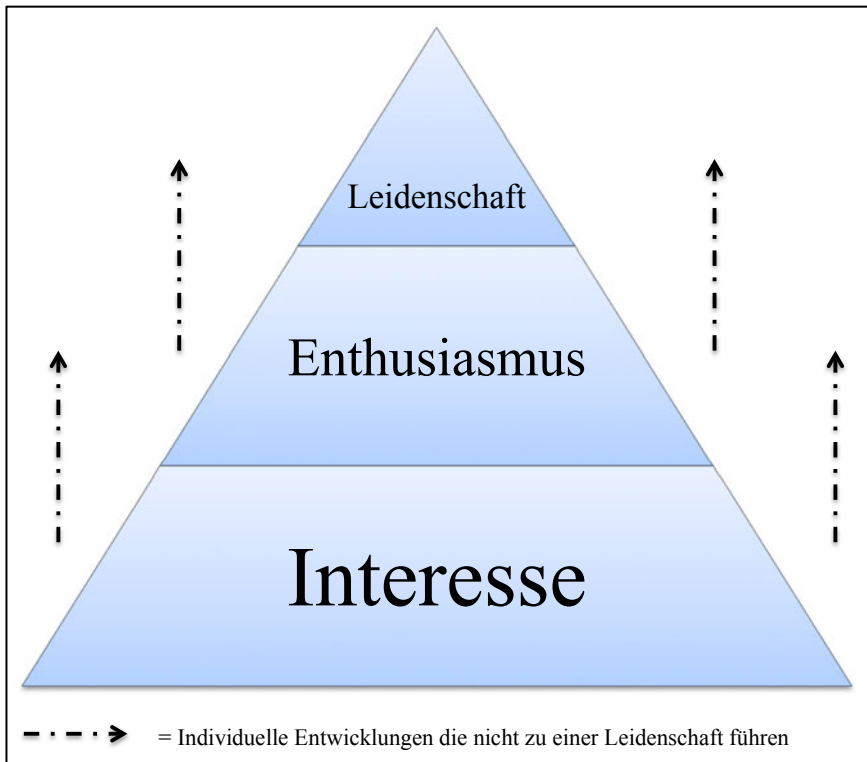 Leidenschaft
Enthusiasmus
Interesse
= Individuelle Entwicklungen die nicht zu einer Leidenschaft führen